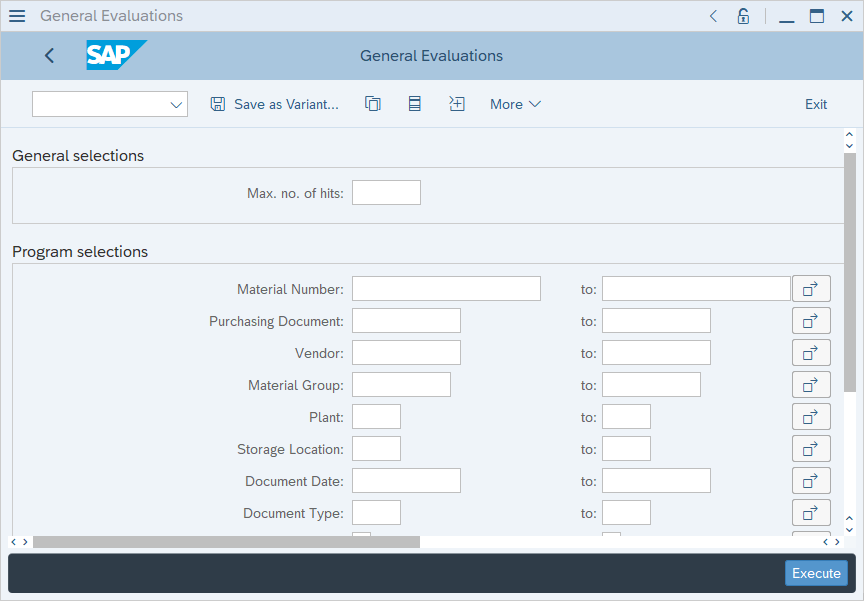 General Evaluations
SAP General Evaluations
Save as Variant... More Exit
General selections
Max. no. of hits:
Program selections
Material Number: to:
Purchasing Document: to:
Vendor: to:
Material Group: to:
Plant: to:
Storage Location: to:
Document Date: to:
Document Type: to:
Execute